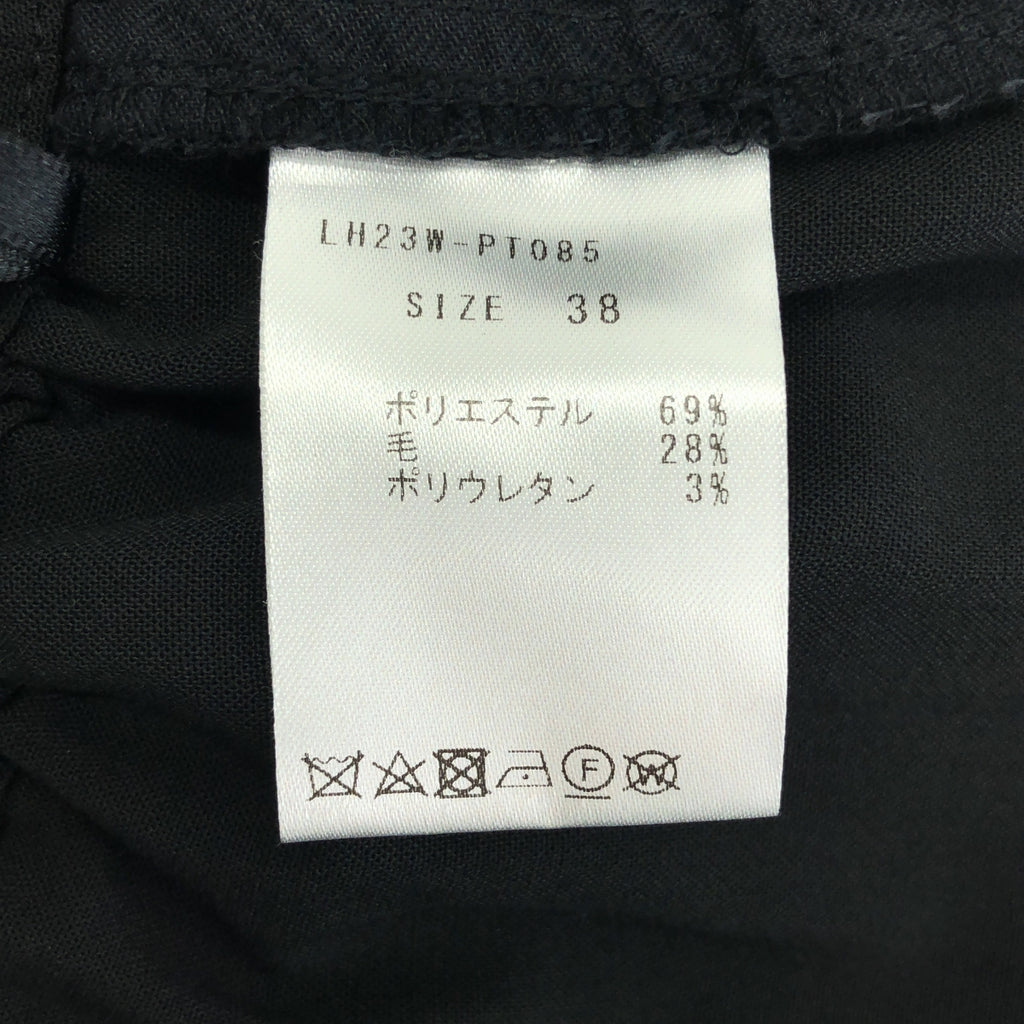 LH23W-PT085
SIZE 38
ポリエステル 69%
毛 28%
ポリウレタン 3%
F W